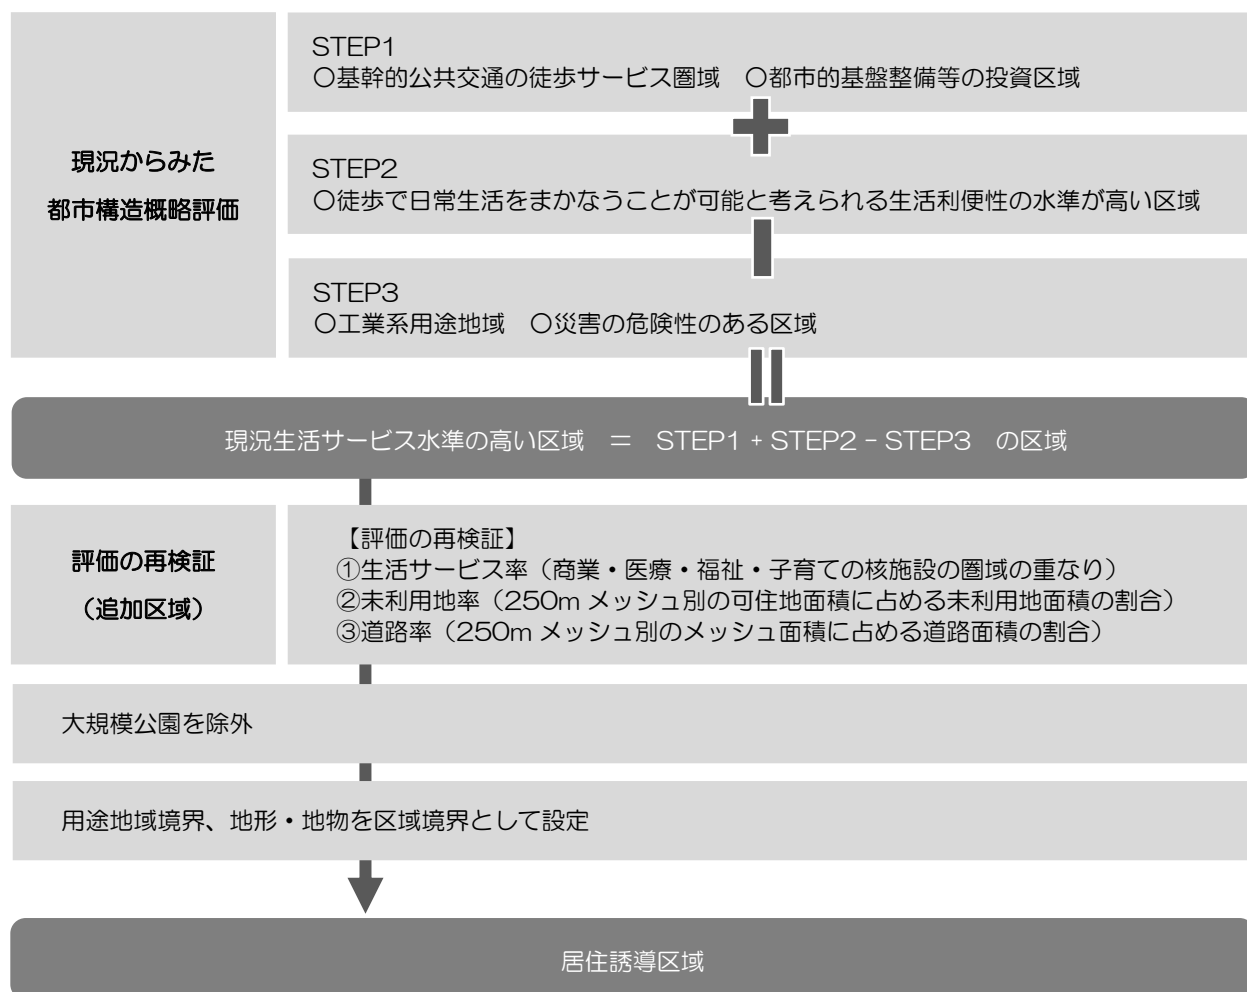 STEP1
〇基幹的公共交通の徒歩サービス圏域　〇都市的基盤整備等の投資区域
現況からみた
都市構造概略評価
STEP2
〇徒歩で日常生活をまかなうことが可能と考えられる生活利便性の水準が高い区域
STEP3
〇工業系用途地域　〇災害の危険性のある区域
現況生活サービス水準の高い区域　＝　STEP1 + STEP2 − STEP3　の区域
評価の再検証
（追加区域）
【評価の再検証】
①生活サービス率（商業・医療・福祉・子育ての核施設の圏域の重なり）
②未利用地率（250m メッシュ別の可住地面積に占める未利用地面積の割合）
③道路率（250m メッシュ別のメッシュ面積に占める道路面積の割合）
大規模公園を除外
用途地域境界、地形・地物を区域境界として設定
居住誘導区域